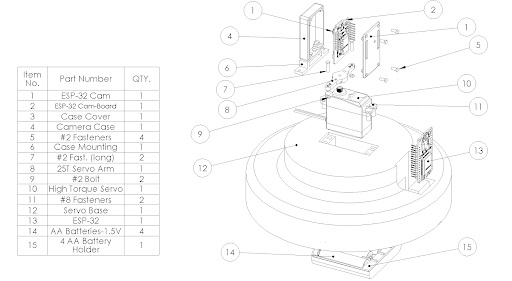 Item No. Part Number QTY.
1 ESP-32 Cam 1
2 ESP-32 Cam-Board 1
3 Case Cover 1
4 Camera Case 1
5 #2 Fasteners 4
6 Case Mounting 1
7 #2 Fast. (long) 2
8 25T Servo Arm 1
9 #2 Bolt 2
10 High Torque Servo 1
11 #8 Fasteners 2
12 Servo Base 1
13 ESP-32 1
14 AA Batteries-1.5V 4
15 4 AA Battery Holder 1
1
2
1
4
5
6
7
10
8
11
9
13
12
14
15